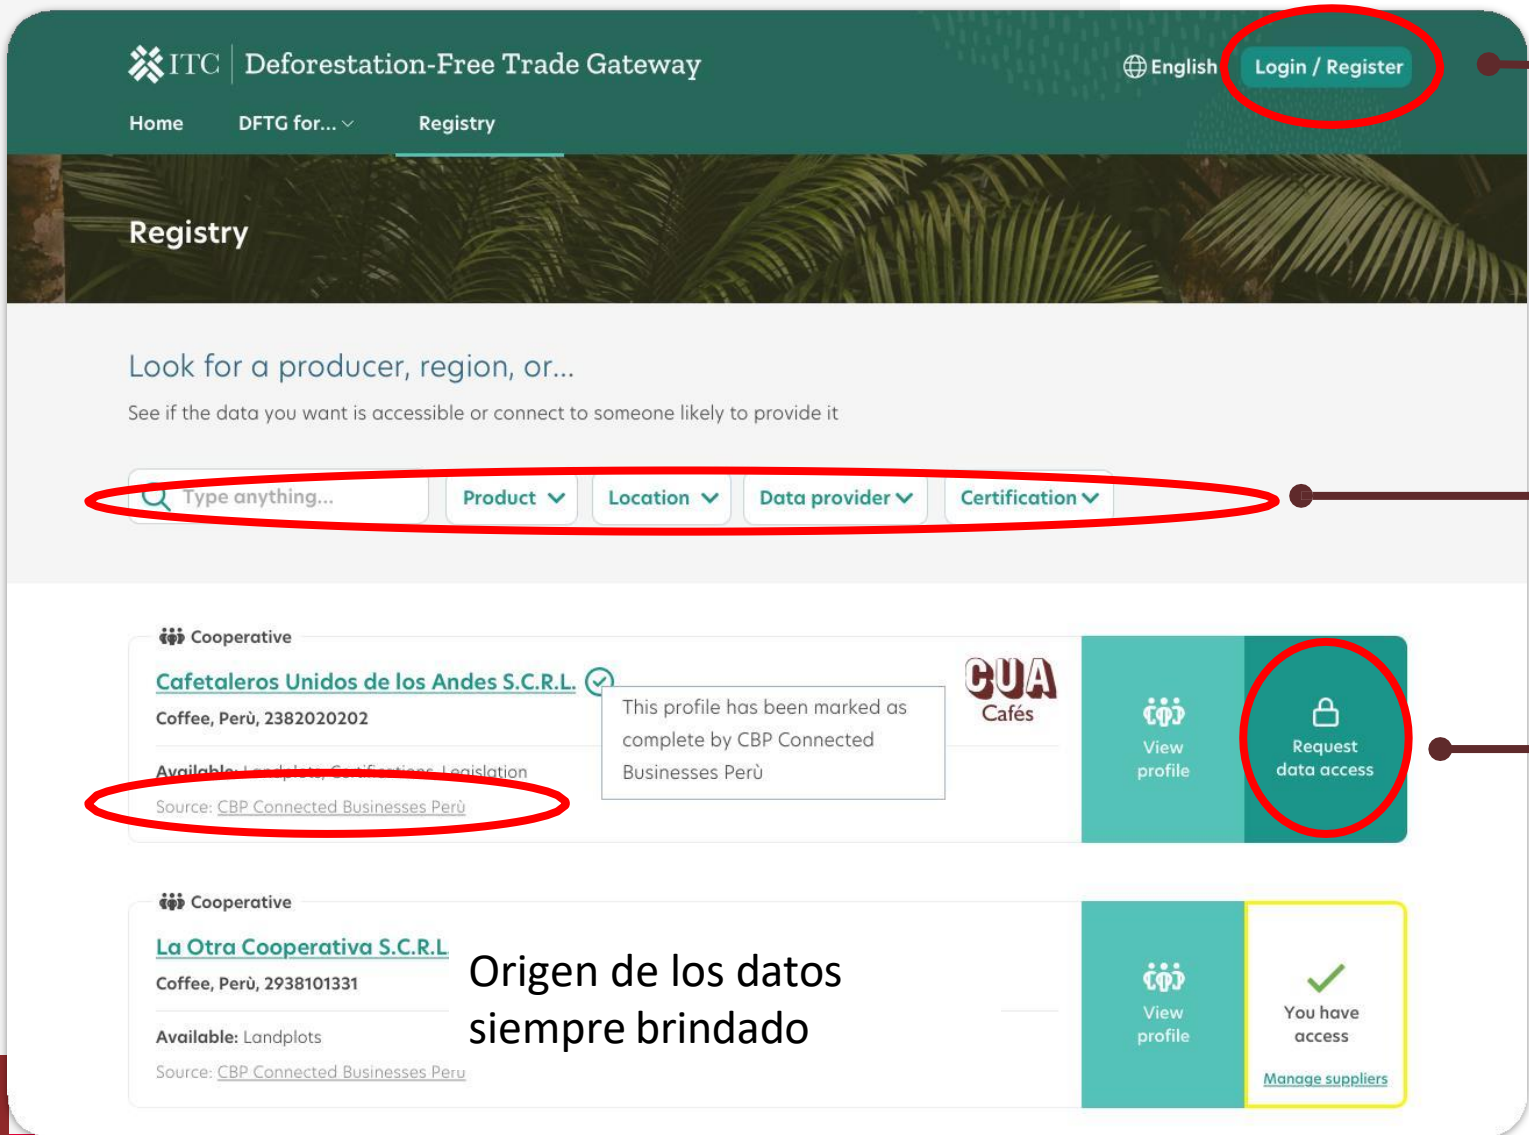 ITC | Deforestation-Free Trade Gateway
English
Login / Register
Home
DFTG for...
Registry
Registry
Look for a producer, region, or...
See if the data you want is accessible or connect to someone likely to provide it
Type anything...
Product
Location
Data provider
Certification
Cooperative
Cafetaleros Unidos de los Andes S.C.R.L.
Coffee, Perù, 2382020202
Available: Landplots, Certifications, Legislation
Source: CBP Connected Businesses Perù
This profile has been marked as
complete by CBP Connected
Businesses Perù
CUA
Cafés
View
profile
Request
data access
Cooperative
La Otra Cooperativa S.C.R.L
Coffee, Perù, 2938101331
Available: Landplots
Source: CBP Connected Businesses Peru
Origen de los datos
siempre brindado
View
profile
You have
access
Manage suppliers